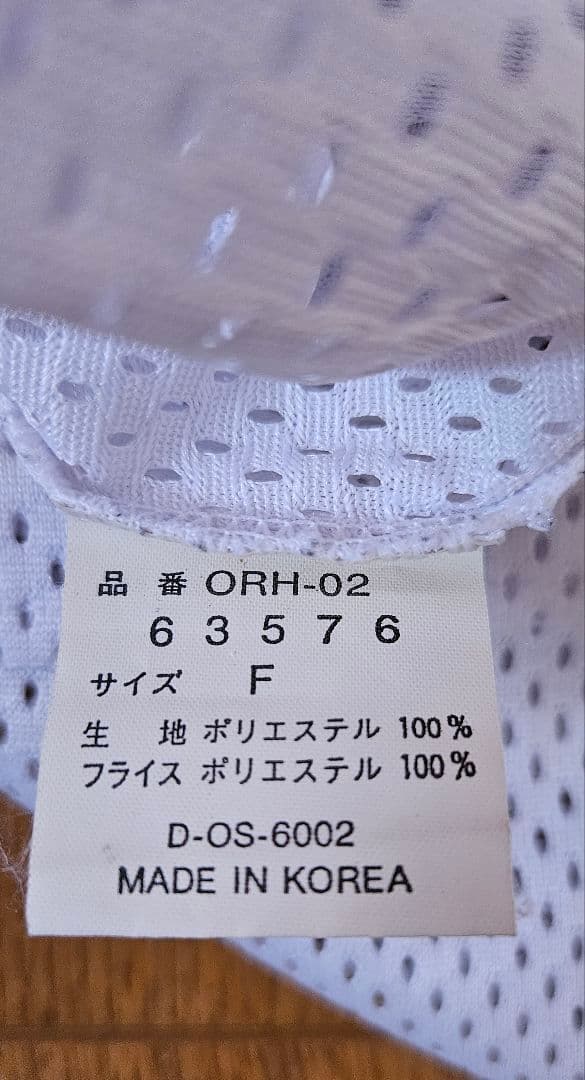 品 番 ORH-02
6 3 5 7 6
サイズ F
生 地 ポリエステル 100%
フライス ポリエステル 100%
D-OS-6002
MADE IN KOREA